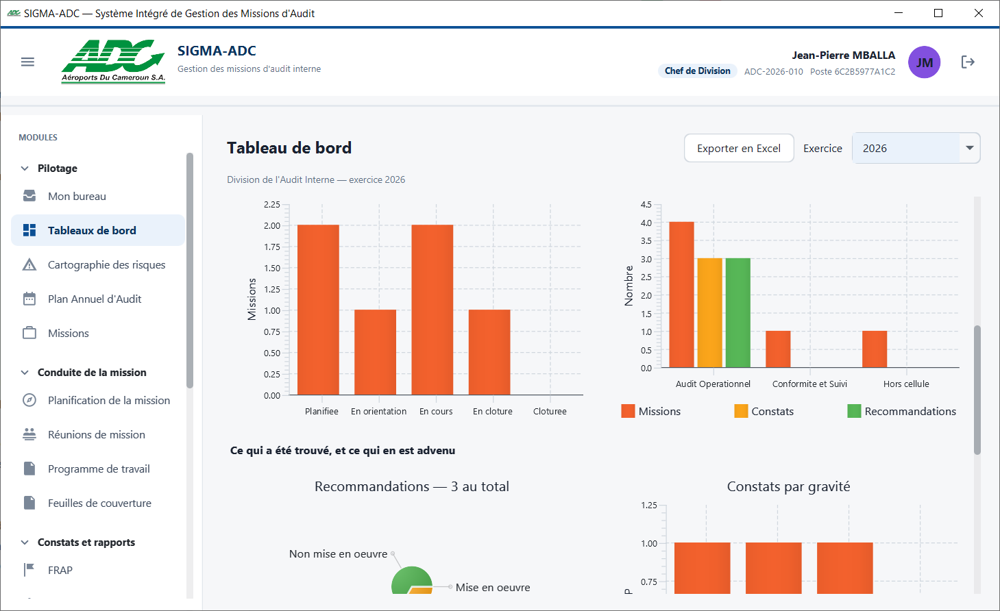 SIGMA-ADC — Système Intégré de Gestion des Missions d'Audit
ADC
Aéroports Du Cameroun S.A.
SIGMA-ADC
Gestion des missions d'audit interne
Jean-Pierre MBALLA
Chef de Division ADC-2026-010 Poste 6C2B5977A1C2
JM
MODULES
Pilotage
Mon bureau
Tableaux de bord
Cartographie des risques
Plan Annuel d'Audit
Missions
Conduite de la mission
Planification de la mission
Réunions de mission
Programme de travail
Feuilles de couverture
Constats et rapports
FRAP
Tableau de bord
Exporter en Excel
Exercice
2026
Division de l'Audit Interne — exercice 2026
Missions
2.25
2.00
1.75
1.50
1.25
1.00
0.75
0.50
0.25
0.00
Planifiee En orientation En cours En cloture Cloturee
Nombre
4.5
4.0
3.5
3.0
2.5
2.0
1.5
1.0
0.5
0.0
Audit Operationnel Conformite et Suivi Hors cellule
Missions Constats Recommandations
Ce qui a été trouvé, et ce qui en est advenu
Recommandations — 3 au total
Non mise en oeuvre
Mise en oeuvre
Constats par gravité
1.25
1.00
0.75
P